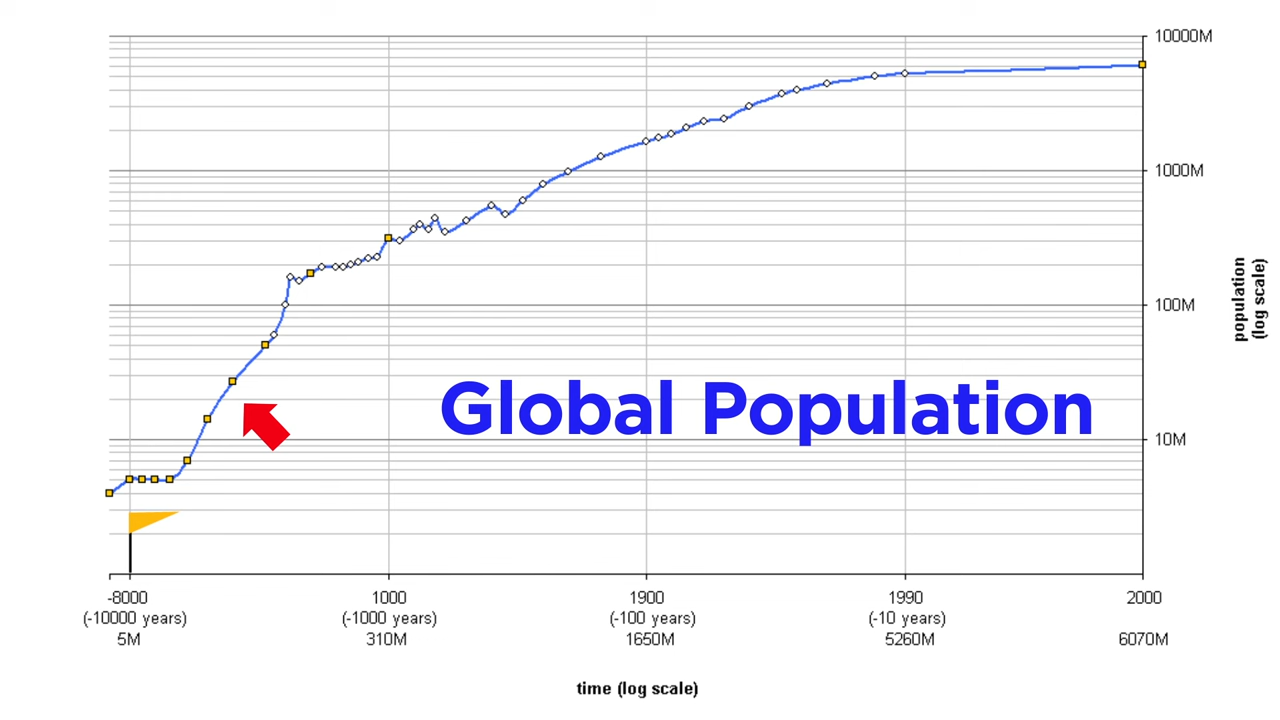 10000M
1000M
100M
10M
population
(log scale)
Global Population
-8000
(-10000 years)
5M
1000
(-1000 years)
310M
1900
(-100 years)
1650M
1990
(-10 years)
5260M
2000
6070M
time (log scale)